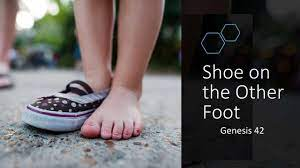 Shoe on
the Other
Foot
Genesis 42